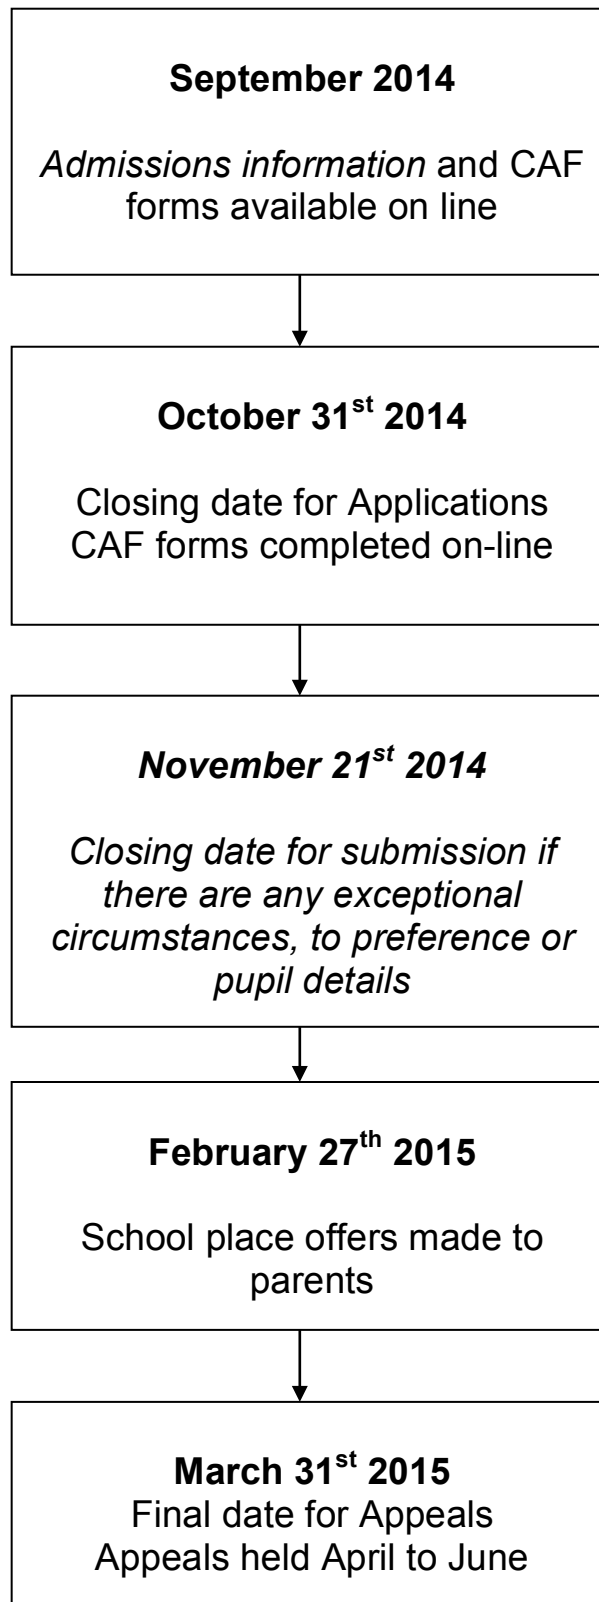 September 2014
Admissions information and CAF
forms available on line
October 31st 2014
Closing date for Applications
CAF forms completed on-line
November 21st 2014
Closing date for submission if
there are any exceptional
circumstances, to preference or
pupil details
February 27th 2015
School place offers made to
parents
March 31st 2015
Final date for Appeals
Appeals held April to June